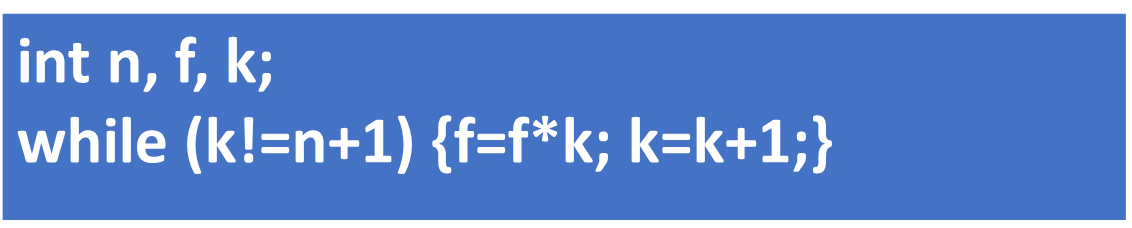 int n, f, k;
while (k!=n+1) {f=f*k; k=k+1;}